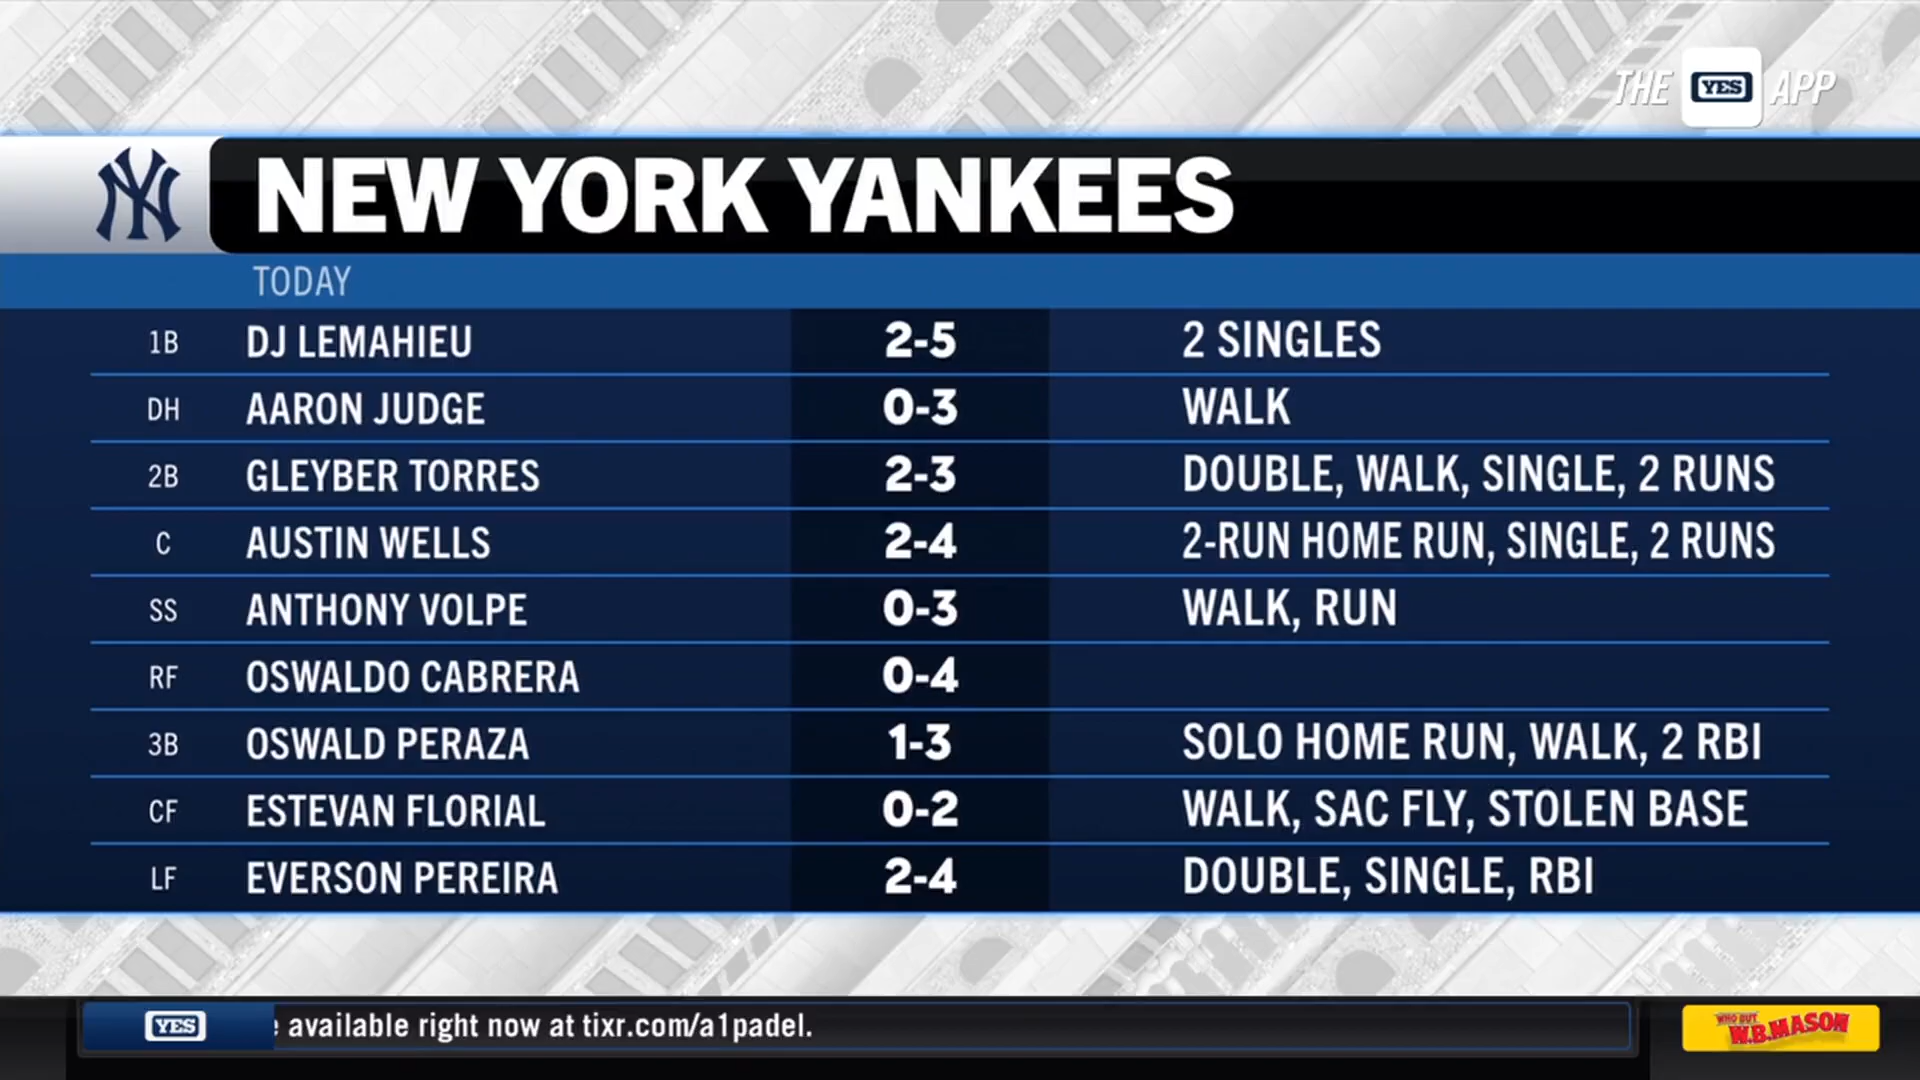 THE YES APP
NY NEW YORK YANKEES
TODAY
1B DJ LEMAHIEU 2-5 2 SINGLES
DH AARON JUDGE 0-3 WALK
2B GLEYBER TORRES 2-3 DOUBLE, WALK, SINGLE, 2 RUNS
C AUSTIN WELLS 2-4 2-RUN HOME RUN, SINGLE, 2 RUNS
SS ANTHONY VOLPE 0-3 WALK, RUN
RF OSWALDO CABRERA 0-4
3B OSWALD PERAZA 1-3 SOLO HOME RUN, WALK, 2 RBI
CF ESTEVAN FLORIAL 0-2 WALK, SAC FLY, STOLEN BASE
LF EVERSON PEREIRA 2-4 DOUBLE, SINGLE, RBI
YES available right now at tixr.com/a1padel.
WHO BUT
W.B. MASON